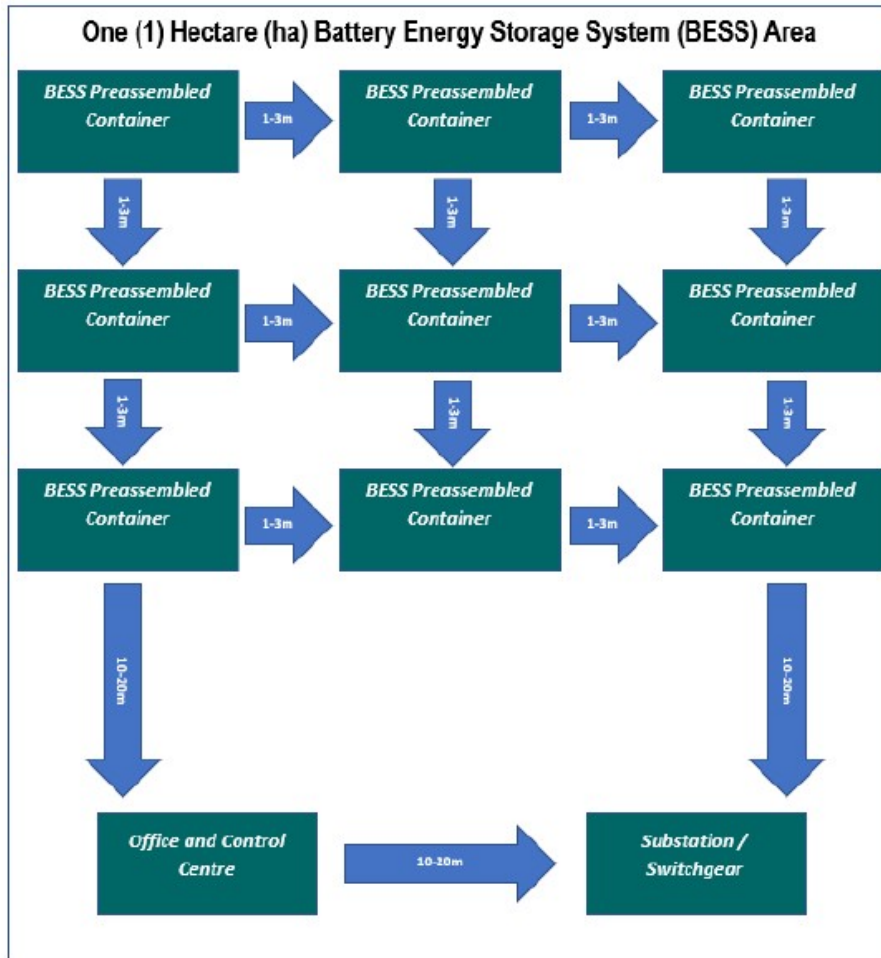 One (1) Hectare (ha) Battery Energy Storage System (BESS) Area
BESS Preassembled
Container
1-3m
BESS Preassembled
Container
1-3m
BESS Preassembled
Container
1-3m
1-3m
1-3m
BESS Preassembled
Container
1-3m
BESS Preassembled
Container
1-3m
BESS Preassembled
Container
1-3m
1-3m
1-3m
BESS Preassembled
Container
1-3m
BESS Preassembled
Container
1-3m
BESS Preassembled
Container
10-20m
10-20m
Office and Control
Centre
10-20m
Substation /
Switchgear